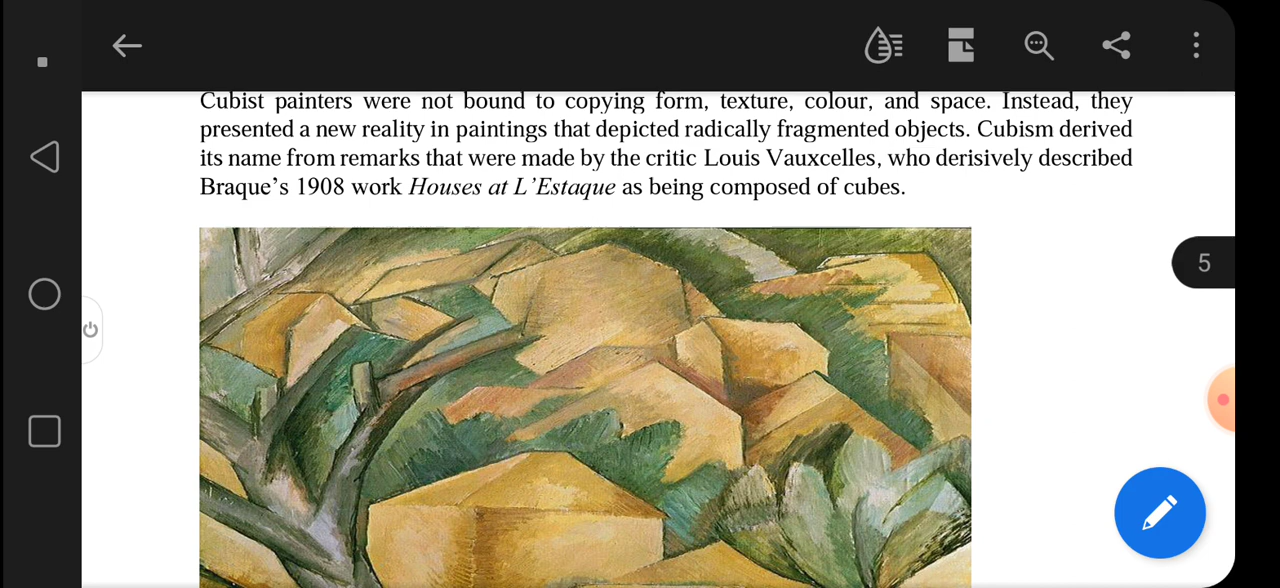 Cubist painters were not bound to copying form, texture, colour, and space. Instead, they
presented a new reality in paintings that depicted radically fragmented objects. Cubism derived
its name from remarks that were made by the critic Louis Vauxcelles, who derisively described
Braque’s 1908 work Houses at L’Estaque as being composed of cubes.
5